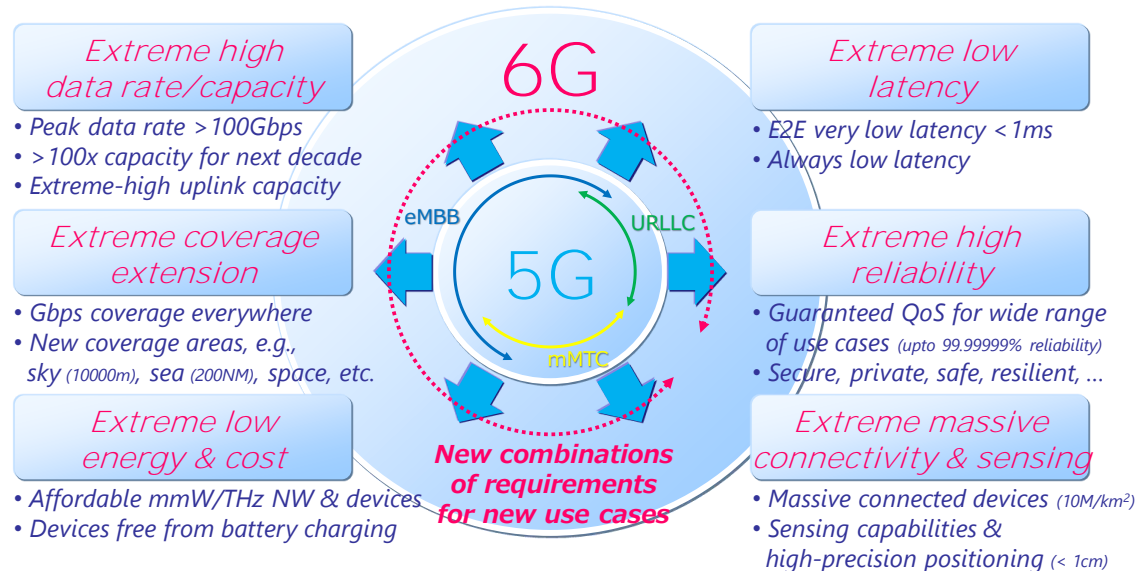 Extreme high
data rate/capacity
• Peak data rate >100Gbps
• >100x capacity for next decade
• Extreme-high uplink capacity
Extreme coverage
extension
• Gbps coverage everywhere
• New coverage areas, e.g.,
sky (10000m), sea (200NM), space, etc.
Extreme low
energy & cost
• Affordable mmW/THz NW & devices
• Devices free from battery charging
6G
eMBB
URLLC
5G
mMTC
New combinations
of requirements
for new use cases
Extreme low
latency
• E2E very low latency <1ms
• Always low latency
Extreme high
reliability
• Guaranteed QoS for wide range
of use cases (upto 99.99999% reliability)
• Secure, private, safe, resilient, ...
Extreme massive
connectivity & sensing
• Massive connected devices (10M/km²)
• Sensing capabilities &
high-precision positioning (< 1cm)